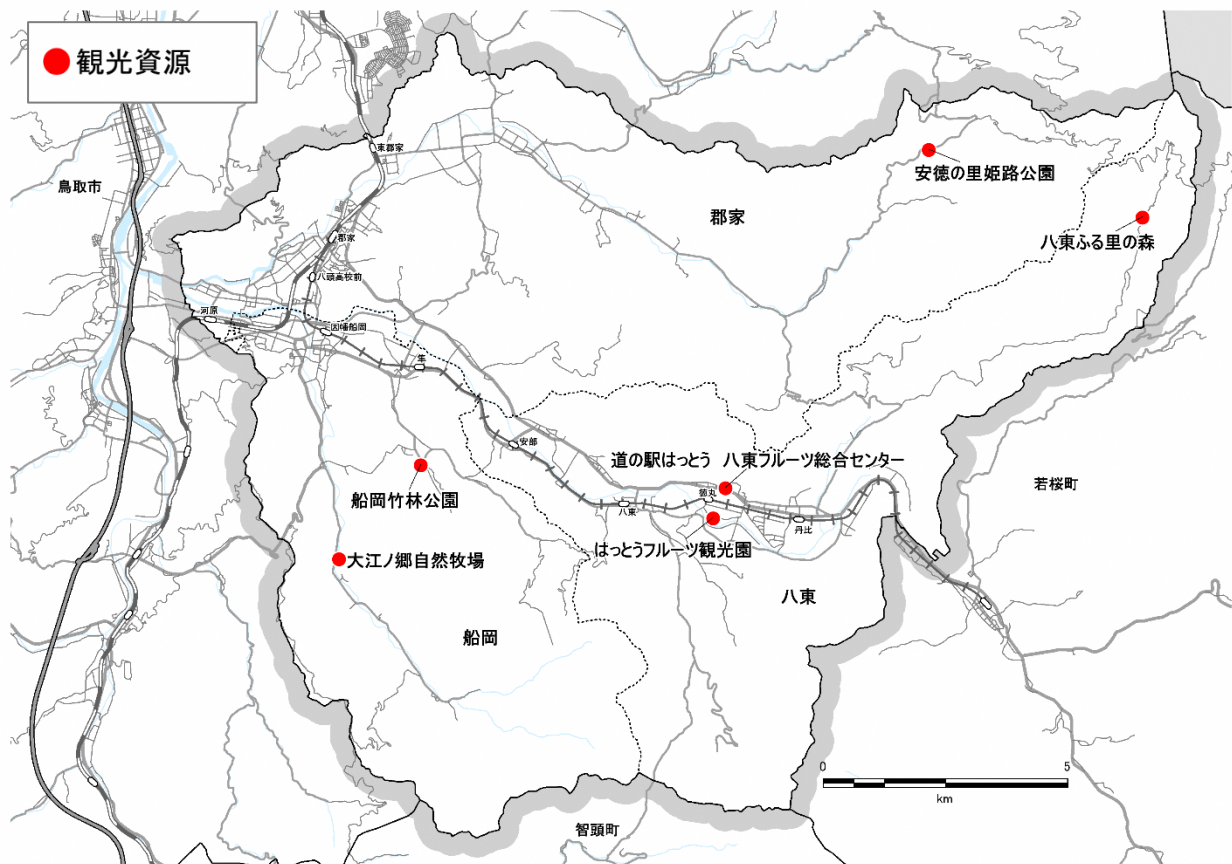 観光資源
東郡家
鳥取市
安徳の里姫路公園
郡家
八東ふる里の森
郡家
八頭高校前
河原
因幡船岡
隼
安部
道の駅はっとう 八東フルーツ総合センター
船岡竹林公園
若桜町
徳丸
八東
丹比
はっとうフルーツ観光園
大江ノ郷自然牧場
八東
船岡
0
5
km
智頭町